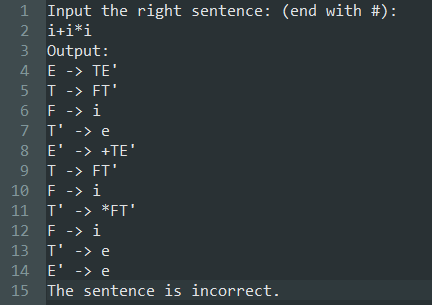 1 Input the right sentence: (end with #):
2 i+i*i
3 Output:
4 E -> TE'
5 T -> FT'
6 F -> i
7 T' -> e
8 E' -> +TE'
9 T -> FT'
10 F -> i
11 T' -> *FT'
12 F -> i
13 T' -> e
14 E' -> e
15 The sentence is incorrect.